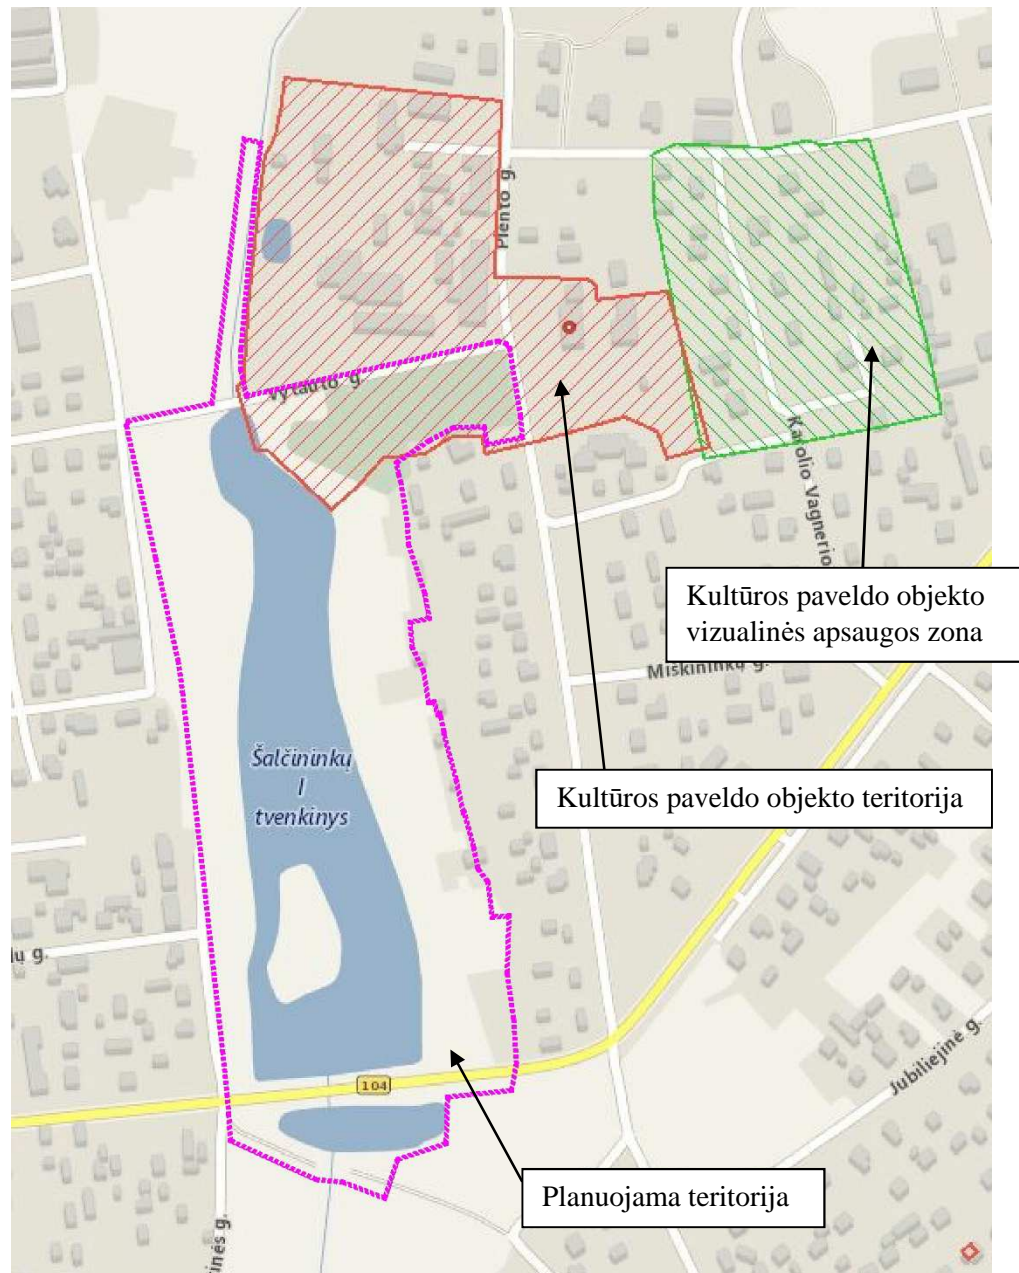 Plento g.
Vytauto g.
Karolio Vagnerio
Kultūros paveldo objekto
vizualinės apsaugos zona
Miškininkų g.
Šalčininkų
I
tvenkinys
Kultūros paveldo objekto teritorija
ių g.
Jubiliejinė g.
104
Planuojama teritorija
inės g.